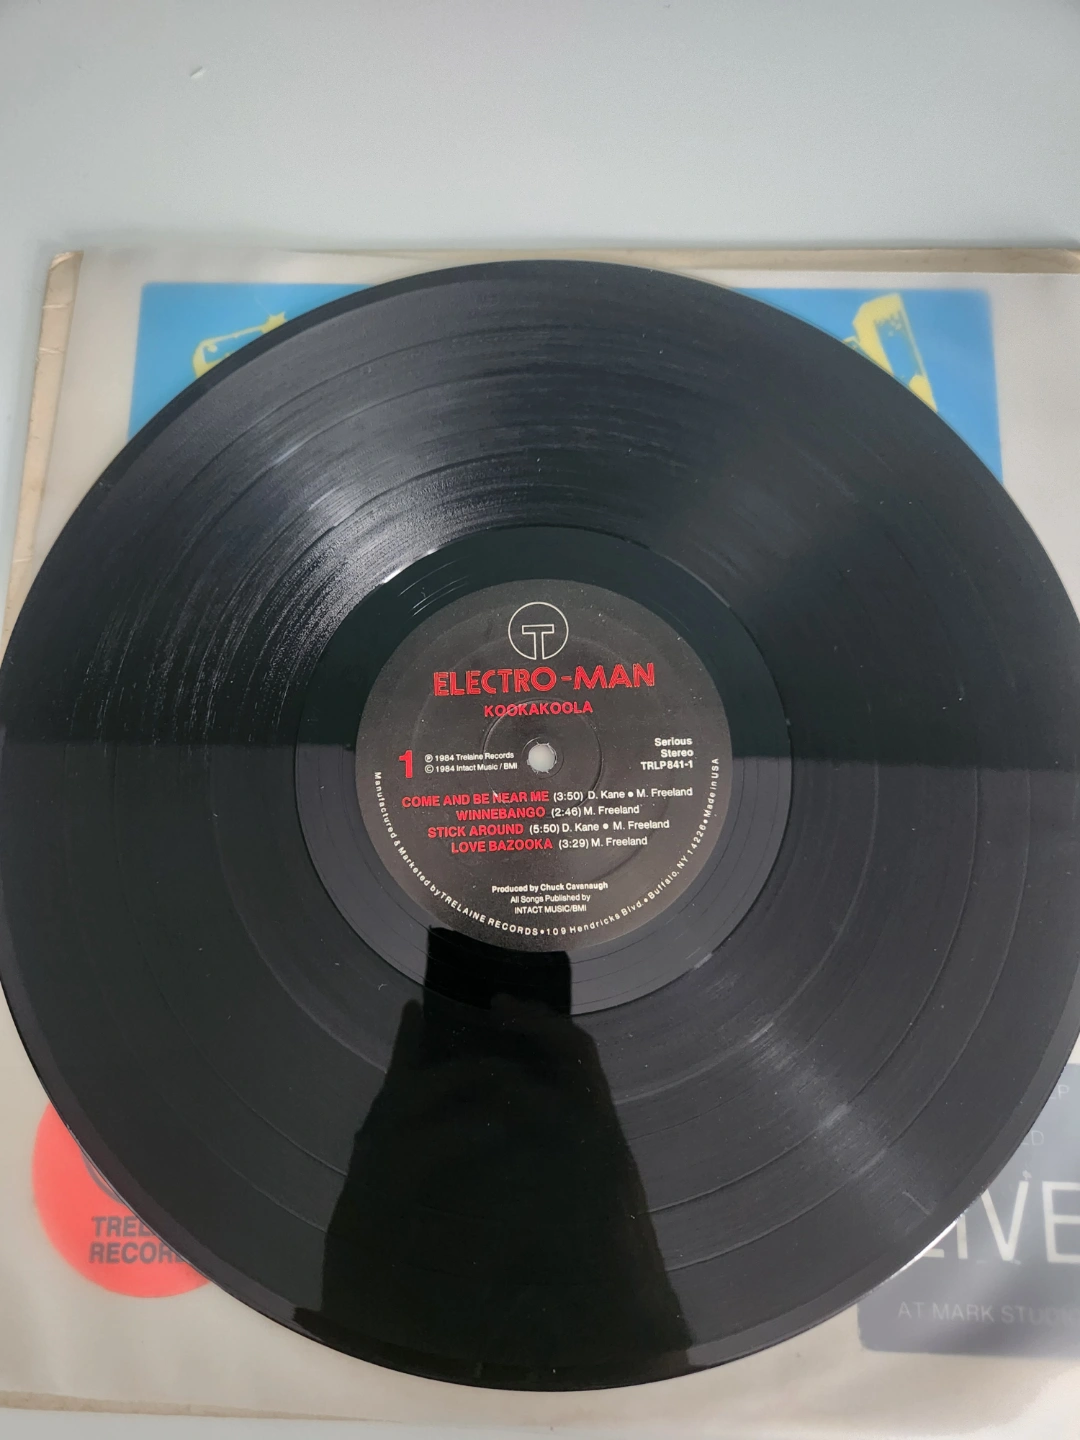 T
ELECTRO-MAN
KOOKAKOOLA
1
℗ 1984 Trelaine Records
© 1984 Intact Music / BMI
Serious
Stereo
TRLP841-1
COME AND BE NEAR ME (3:50) D. Kane • M. Freeland
WINNEBANGO (2:46) M. Freeland
STICK AROUND (5:50) D. Kane • M. Freeland
LOVE BAZOOKA (3:29) M. Freeland
Produced by Chuck Cavanaugh
All Songs Published by
INTACT MUSIC/BMI
Manufactured & Marketed by TRELAINE RECORDS • 109 Hendricks Blvd. • Buffalo, NY 14226 • Made in USA
AT MARK